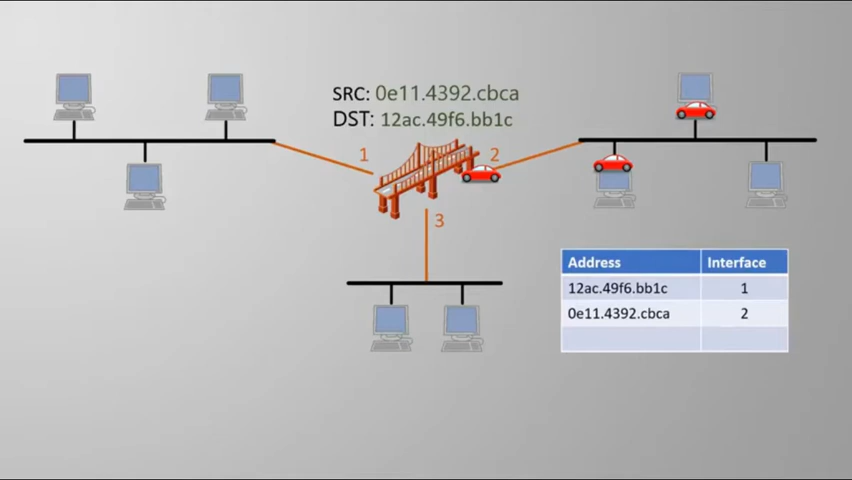 SRC: 0e11.4392.cbca
DST: 12ac.49f6.bb1c
1
2
3
Address Interface
12ac.49f6.bb1c 1
0e11.4392.cbca 2